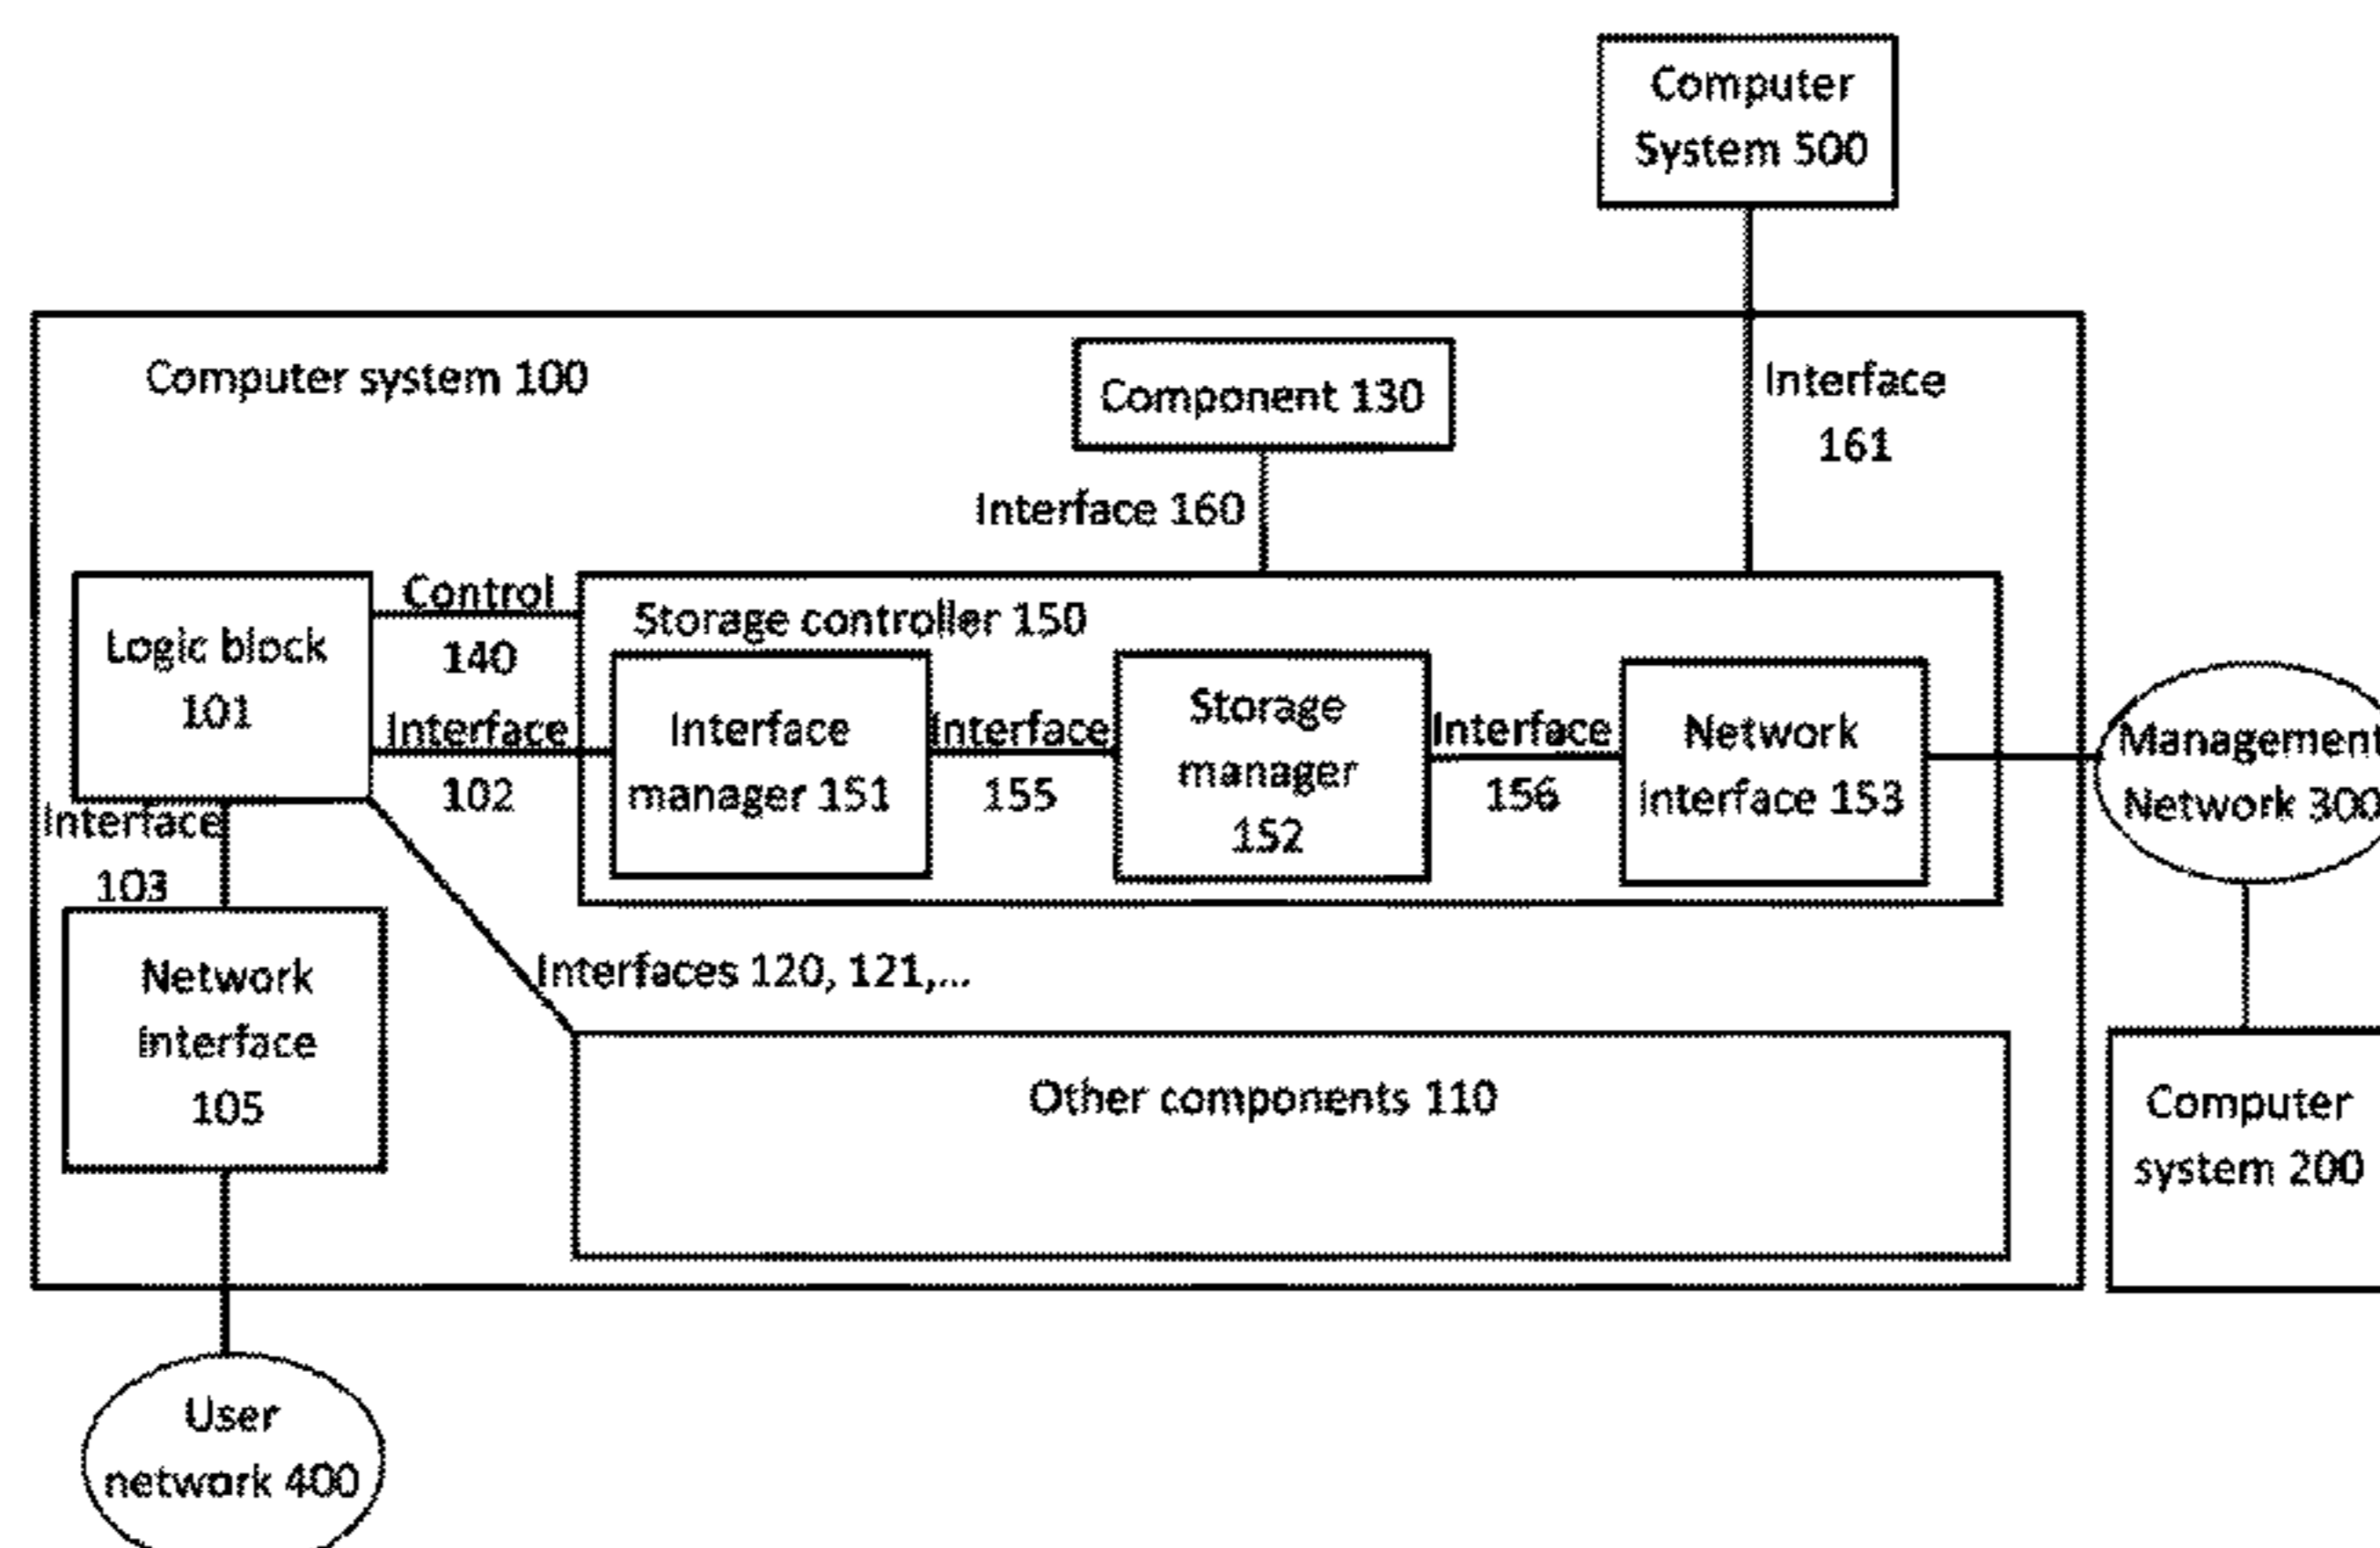 Computer
System 500
Computer system 100
Component 130
Interface
161
Interface 160
Control
140
Storage controller 150
Logic block
101
Interface
102
Interface
manager 151
Interface
155
Storage
manager
152
Interface
156
Network
interface 153
Management
Network 300
Interface
103
Network
interface
105
Interfaces 120, 121,...
Other components 110
Computer
system 200
User
network 400